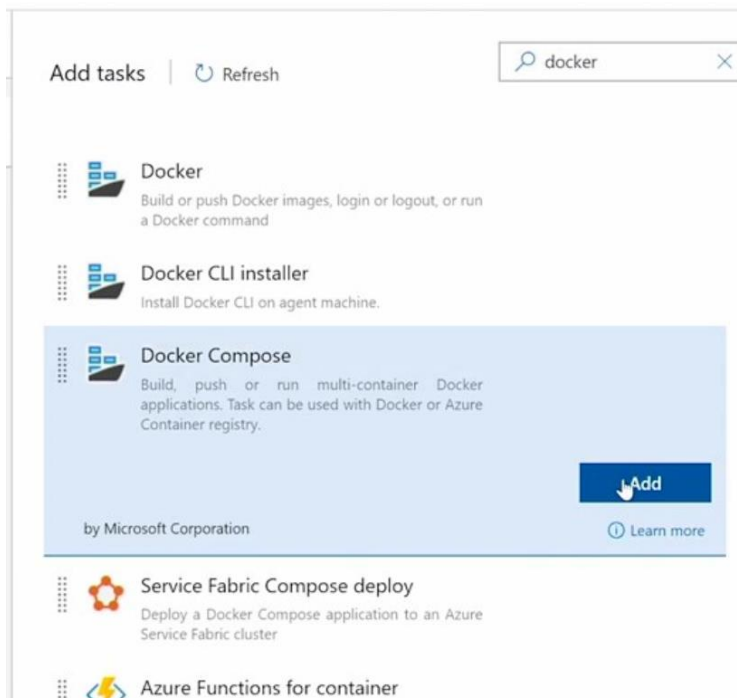 Add tasks
Refresh
docker
Docker
Build or push Docker images, login or logout, or run
a Docker command
Docker CLI installer
Install Docker CLI on agent machine.
Docker Compose
Build, push or run multi-container Docker
applications. Task can be used with Docker or Azure
Container registry.
Add
by Microsoft Corporation
Learn more
Service Fabric Compose deploy
Deploy a Docker Compose application to an Azure
Service Fabric cluster
Azure Functions for container